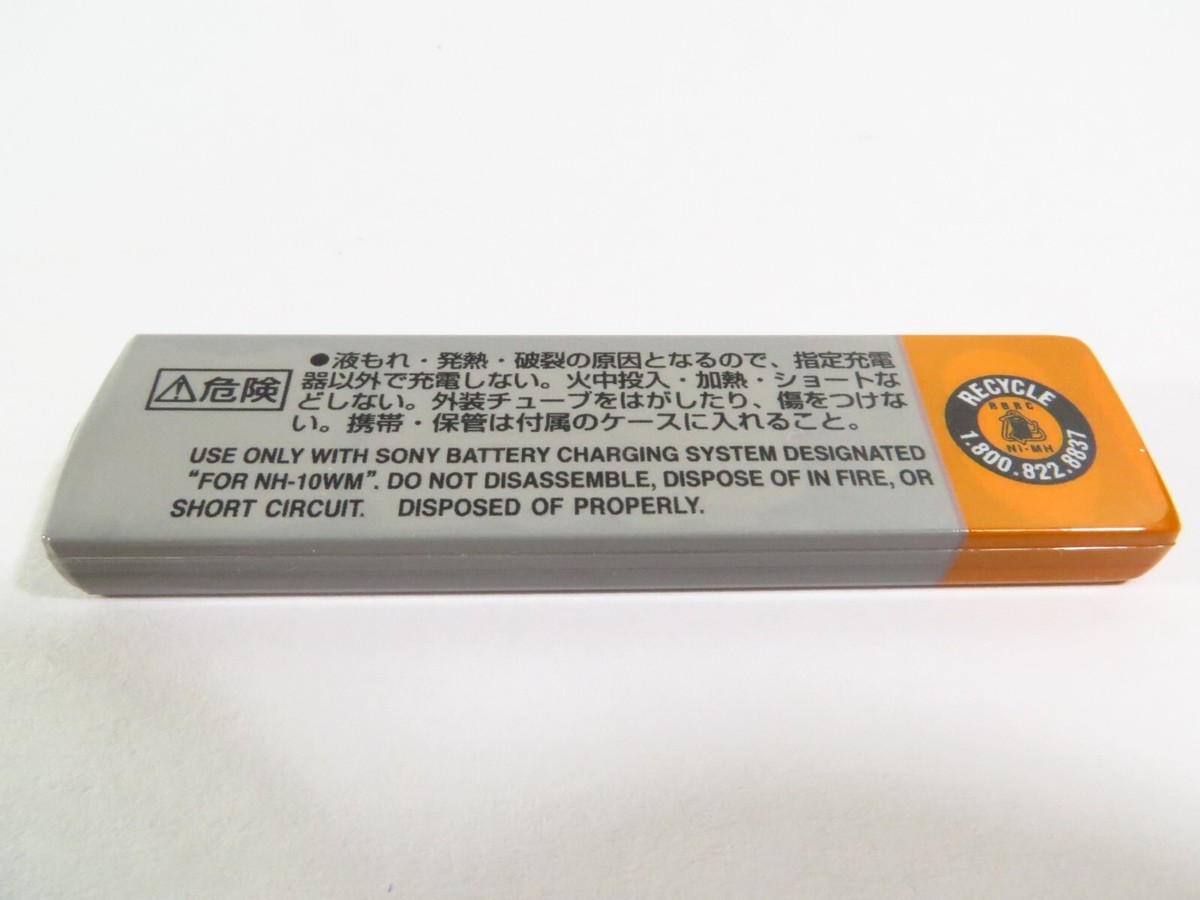 ⚠危険
●液もれ・発熱・破裂の原因となるので、指定充電
器以外で充電しない。火中投入・加熱・ショートな
どしない。外装チューブをはがしたり、傷をつけな
い。携帯・保管は付属のケースに入れること。
USE ONLY WITH SONY BATTERY CHARGING SYSTEM DESIGNATED
“FOR NH-10WM”. DO NOT DISASSEMBLE, DISPOSE OF IN FIRE, OR
SHORT CIRCUIT. DISPOSED OF PROPERLY.
RECYCLE
RBRC
NI-MH
1.800.822.8837